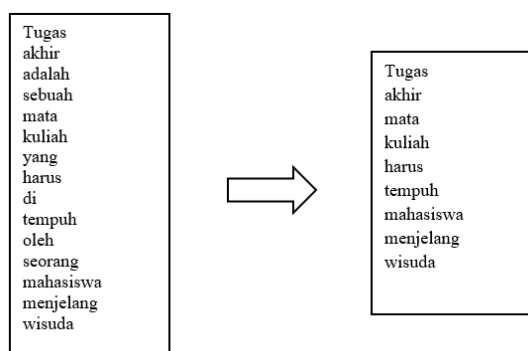 Tugas
akhir
adalah
sebuah
mata
kuliah
yang
harus
di
tempuh
oleh
seorang
mahasiswa
menjelang
wisuda
Tugas
akhir
mata
kuliah
harus
tempuh
mahasiswa
menjelang
wisuda